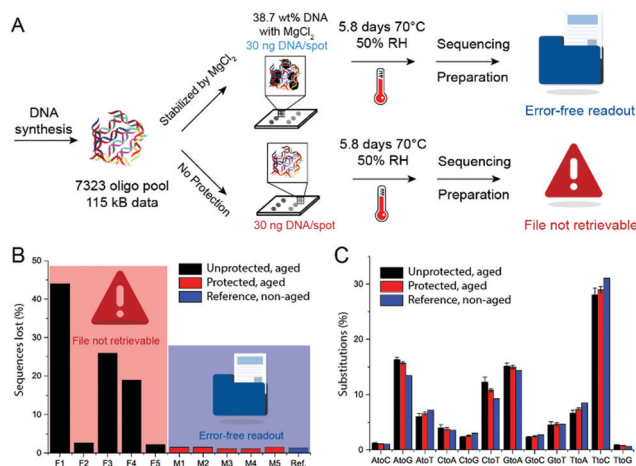 A
DNA
synthesis
7323 oligo pool
115 kB data
Stabilized by MgCl₂
No Protection
38.7 wt% DNA
with MgCl₂
30 ng DNA/spot
30 ng DNA/spot
5.8 days 70°C
50% RH
Sequencing
Preparation
Error-free readout
5.8 days 70°C
50% RH
Sequencing
Preparation
File not retrievable
B
Sequences lost (%)
50
45
40
35
30
25
20
15
10
5
0
Unprotected, aged
Protected, aged
Reference, non-aged
File not retrievable
Error-free readout
F1 F2 F3 F4 F5 M1 M2 M3 M4 M5 Ref.
C
Substitutions (%)
30
20
10
0
Unprotected, aged
Protected, aged
Reference, non-aged
AtoC AtoG AtoT CtoA CtoG CtoT GtoA GtoC GtoT TtoA TtoC TtoG